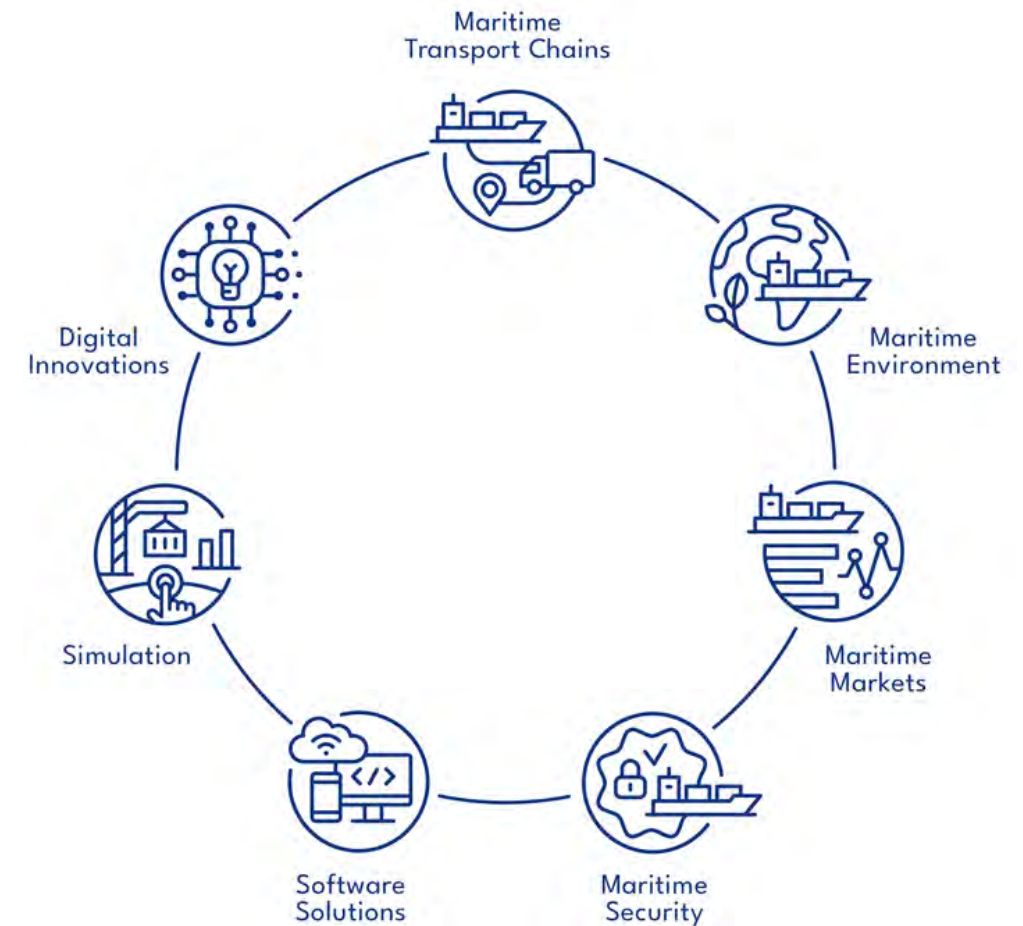 Maritime
Transport Chains
Digital
Innovations
Maritime
Environment
Simulation
Maritime
Markets
Software
Solutions
Maritime
Security